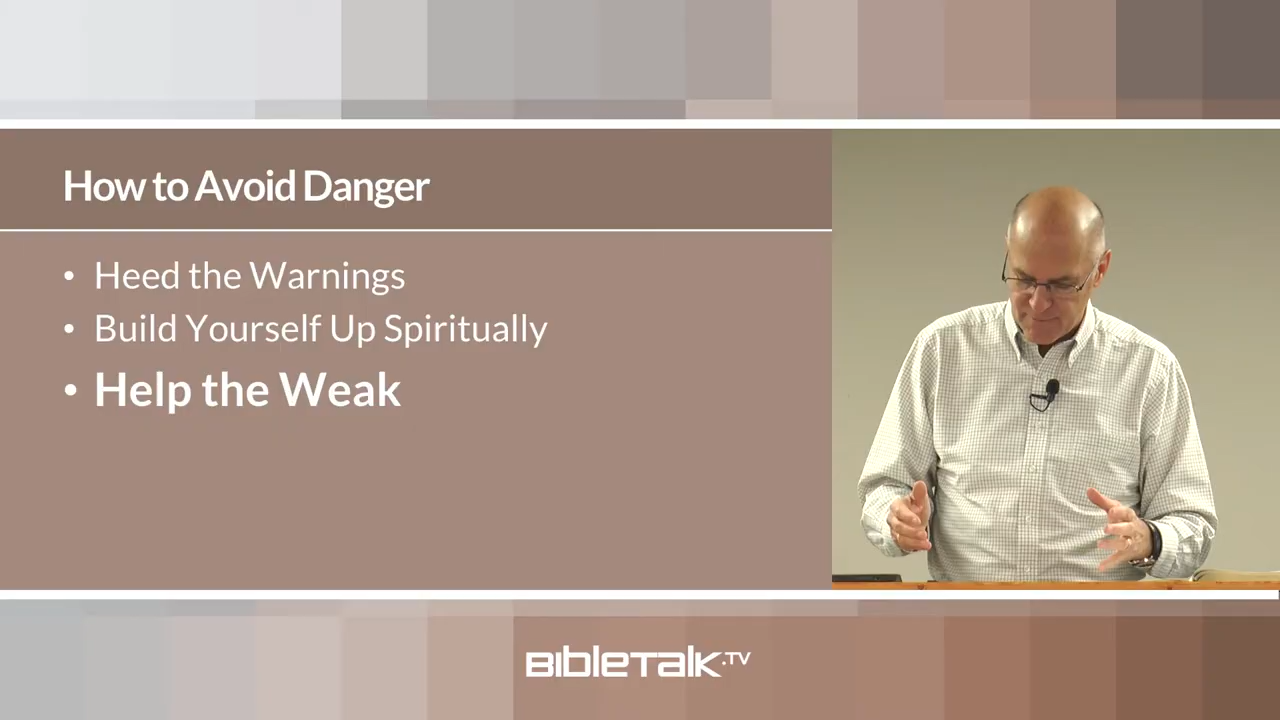 How to Avoid Danger
• Heed the Warnings
• Build Yourself Up Spiritually
• Help the Weak
BIBLETALK.TV